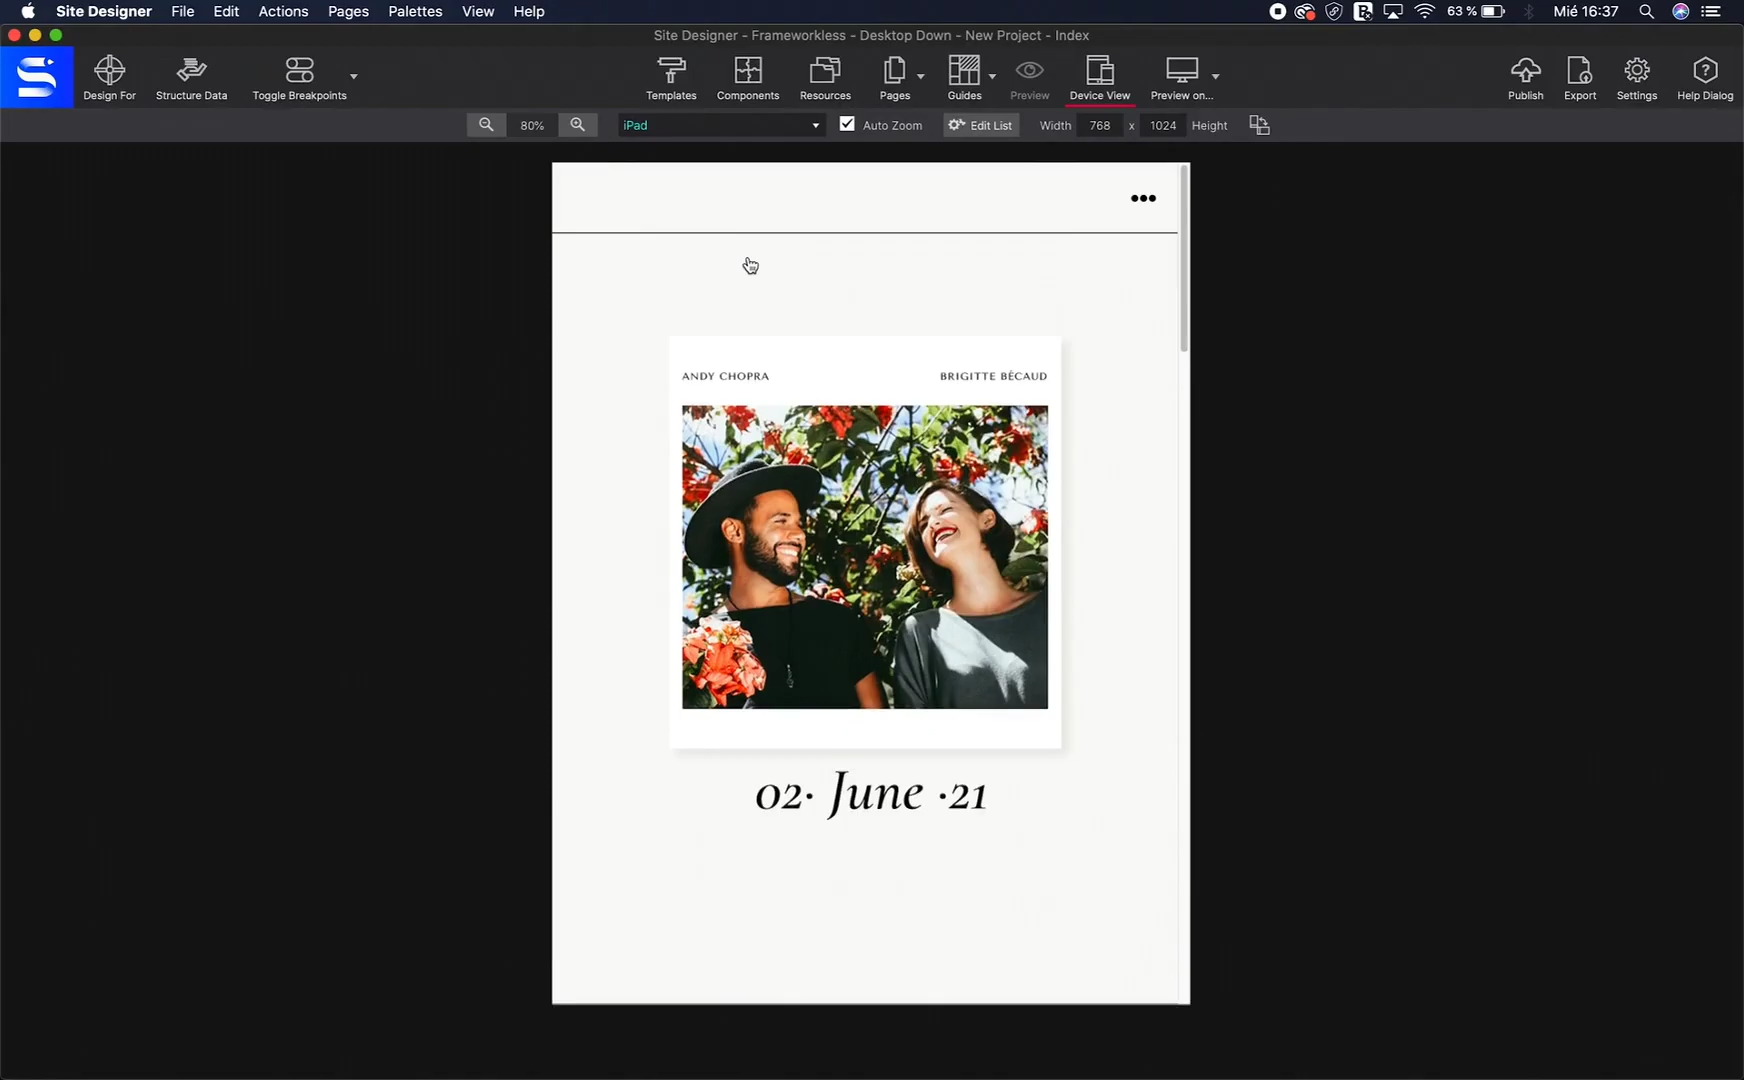 Site Designer File Edit Actions Pages Palettes View Help 63 % Mié 16:37
Site Designer - Frameworkless - Desktop Down - New Project - Index
Design For Structure Data Toggle Breakpoints Templates Components Resources Pages Guides Preview Device View Preview on... Publish Export Settings Help Dialog
80% iPad Auto Zoom Edit List Width 768 x 1024 Height
ANDY CHOPRA BRIGITTE BÉCAUD
02· June ·21